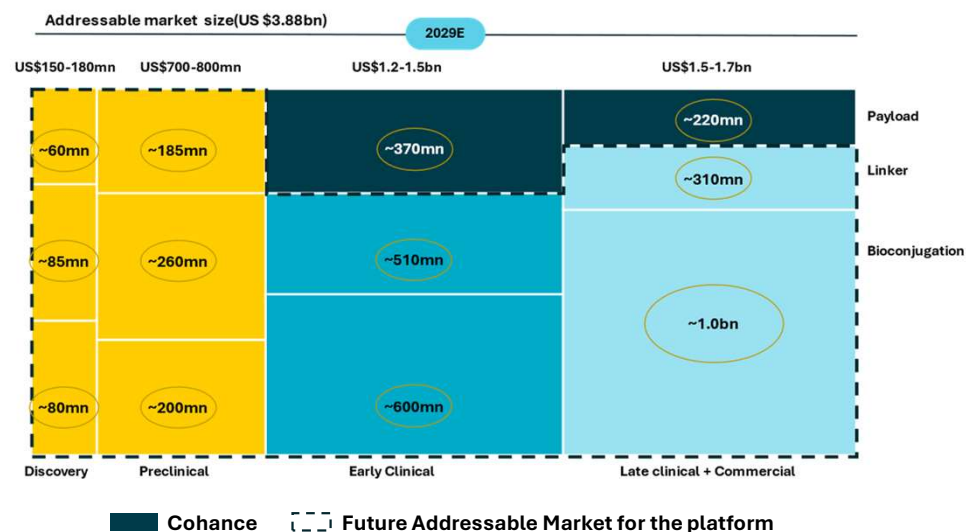 Addressable market size(US $3.88bn)
2029E
US$150-180mn US$700-800mn US$1.2-1.5bn US$1.5-1.7bn
Payload
~220mn
~60mn ~185mn ~370mn
Linker
~310mn
Bioconjugation
~85mn ~260mn ~510mn
~1.0bn
~80mn ~200mn ~600mn
Discovery Preclinical Early Clinical Late clinical + Commercial
Cohance Future Addressable Market for the platform